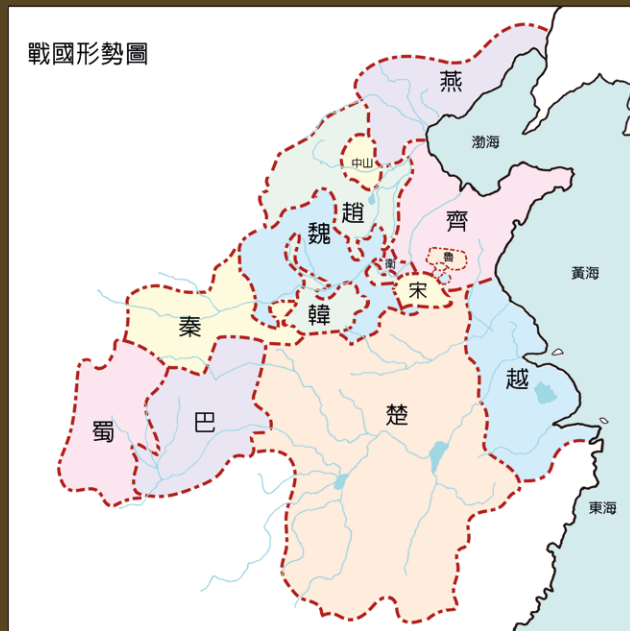 戰國形勢圖
燕
渤海
中山
趙
齊
魏
魯
衛
黃海
宋
韓
秦
越
楚
巴
蜀
東海